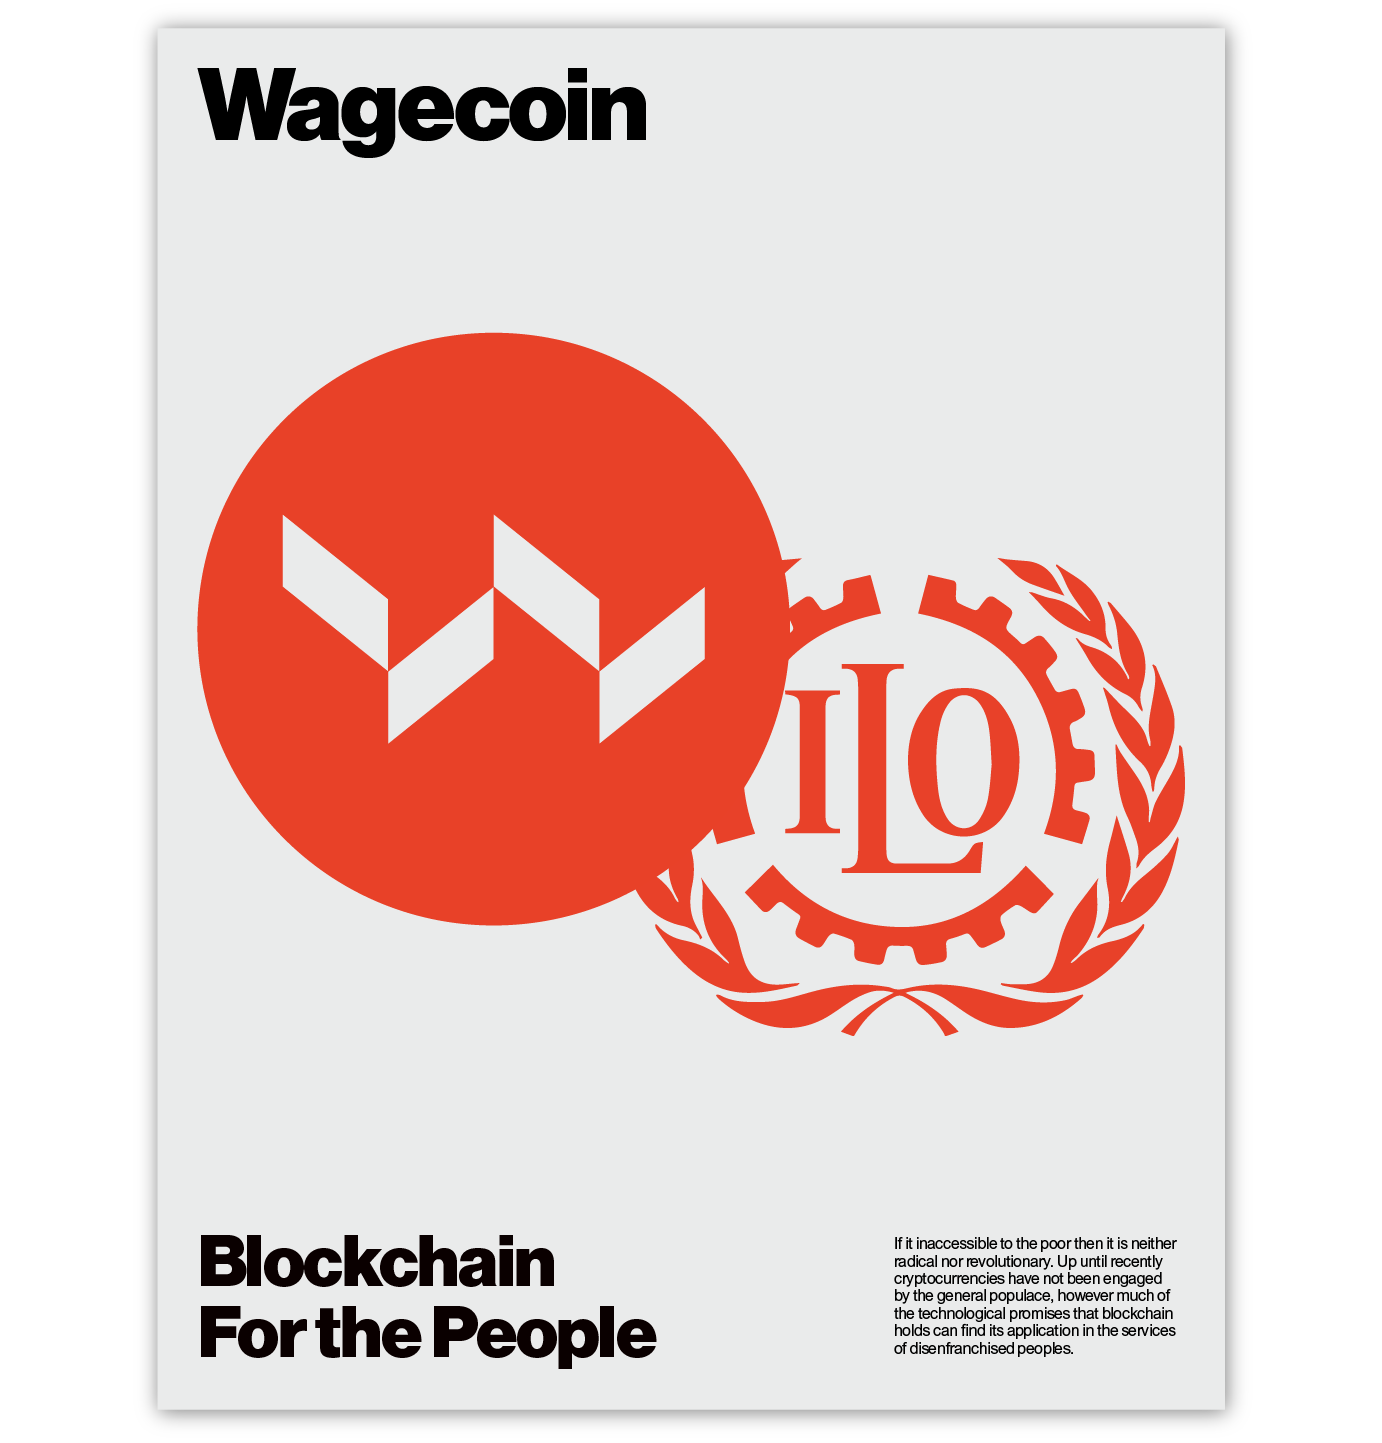 Wagecoin
ILO
Blockchain
For the People
If it inaccessible to the poor then it is neither
radical nor revolutionary. Up until recently
cryptocurrencies have not been engaged
by the general populace, however much of
the technological promises that blockchain
holds can find its application in the services
of disenfranchised peoples.